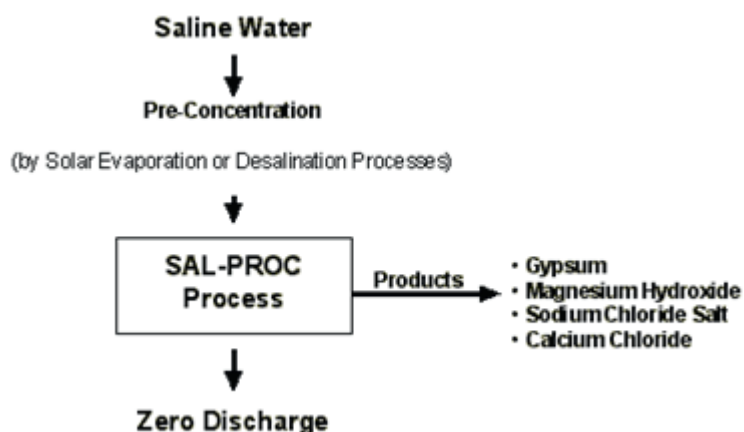 Saline Water
Pre-Concentration
(by Solar Evaporation or Desalination Processes)
SAL-PROC
Process
Products
• Gypsum
• Magnesium Hydroxide
• Sodium Chloride Salt
• Calcium Chloride
Zero Discharge